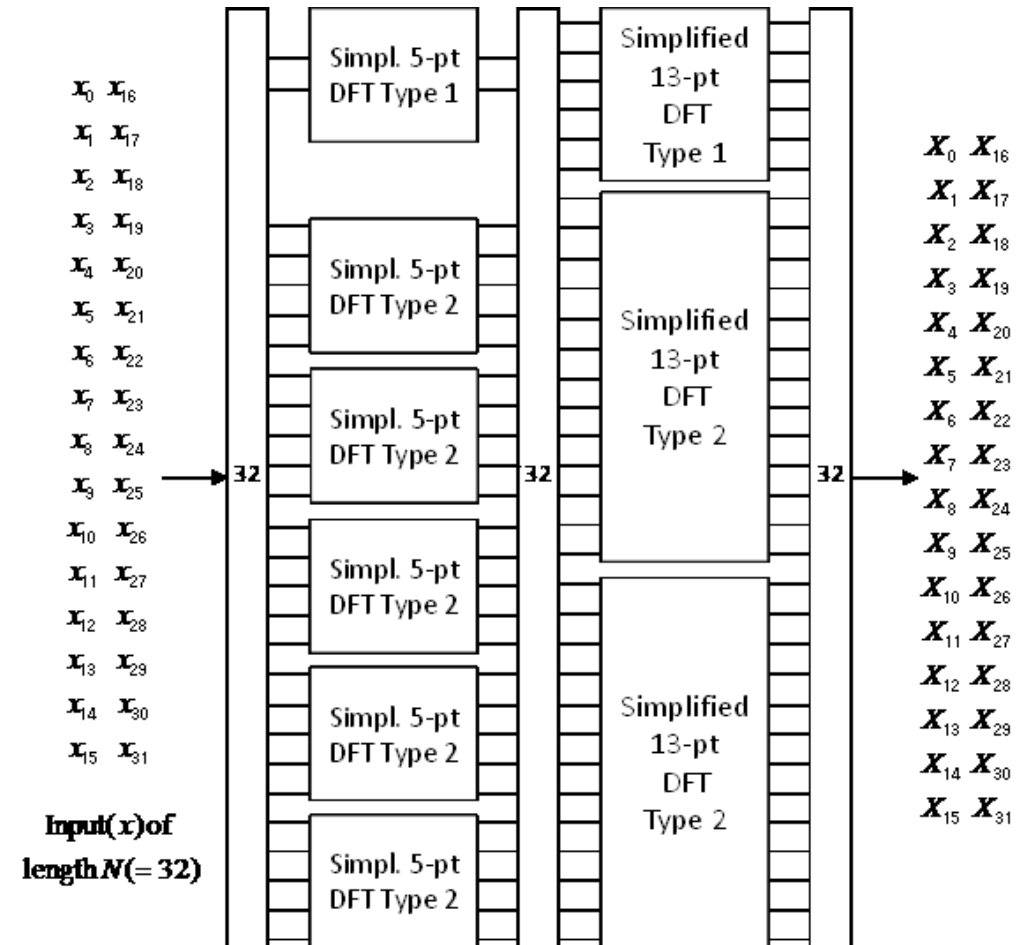 x0 x16
x1 x17
x2 x18
x3 x19
x4 x20
x5 x21
x6 x22
x7 x23
x8 x24
x9 x25
x10 x26
x11 x27
x12 x28
x13 x29
x14 x30
x15 x31
Input(x)of
length N(= 32)
32
Simpl. 5-pt
DFT Type 1
Simpl. 5-pt
DFT Type 2
Simpl. 5-pt
DFT Type 2
Simpl. 5-pt
DFT Type 2
Simpl. 5-pt
DFT Type 2
Simpl. 5-pt
DFT Type 2
32
Simplified
13-pt
DFT
Type 1
Simplified
13-pt
DFT
Type 2
Simplified
13-pt
DFT
Type 2
32
X0 X16
X1 X17
X2 X18
X3 X19
X4 X20
X5 X21
X6 X22
X7 X23
X8 X24
X9 X25
X10 X26
X11 X27
X12 X28
X13 X29
X14 X30
X15 X31